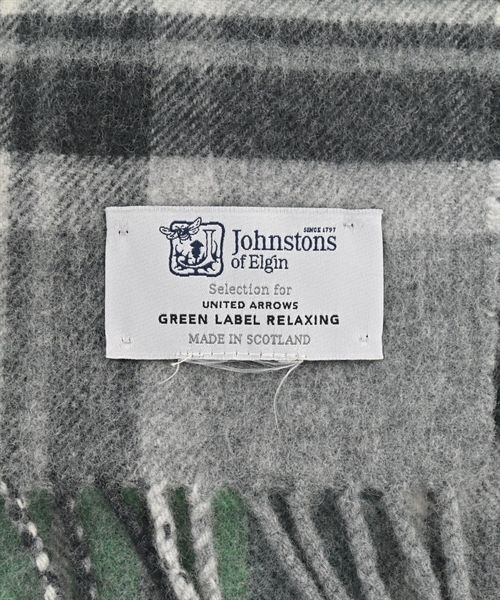 SINCE 1797
Johnstons
of Elgin
Selection for
UNITED ARROWS
GREEN LABEL RELAXING
MADE IN SCOTLAND